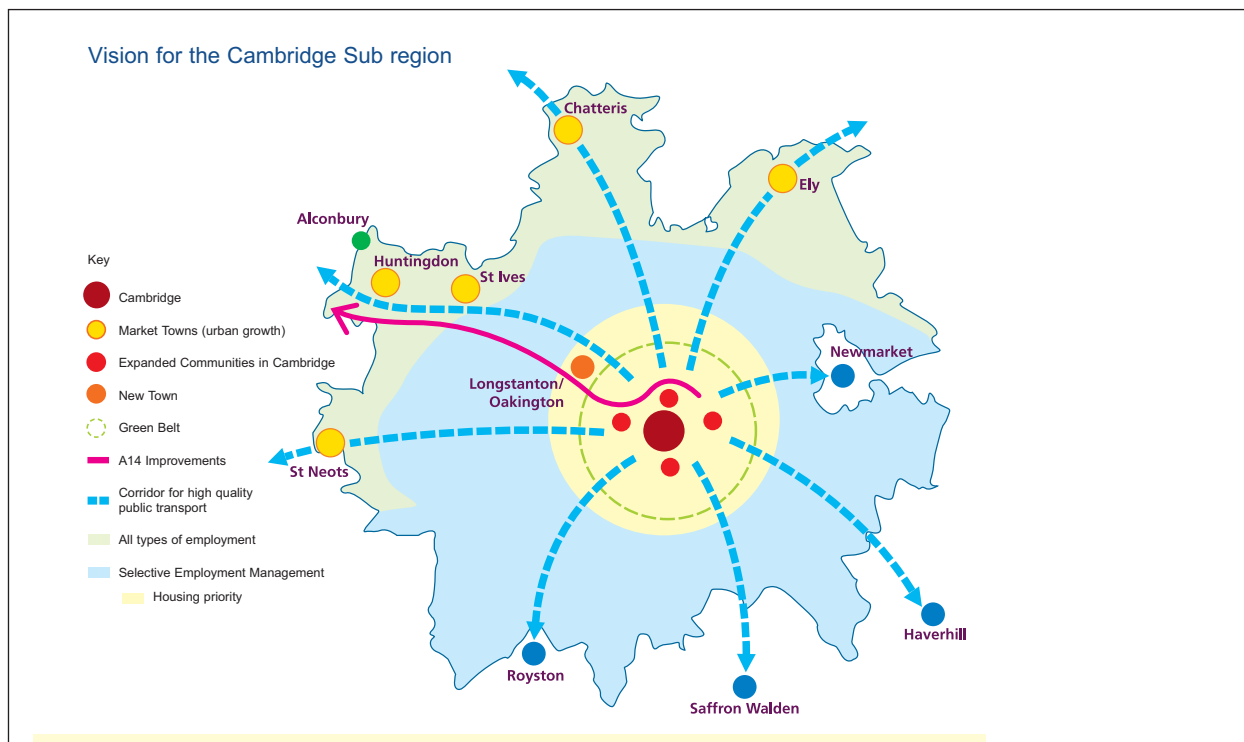 Vision for the Cambridge Sub region
Chatteris
Ely
Alconbury
Huntingdon
St Ives
Newmarket
Longstanton/
Oakington
St Neots
Haverhill
Royston
Saffron Walden
Key
Cambridge
Market Towns (urban growth)
Expanded Communities in Cambridge
New Town
Green Belt
A14 Improvements
Corridor for high quality
public transport
All types of employment
Selective Employment Management
Housing priority